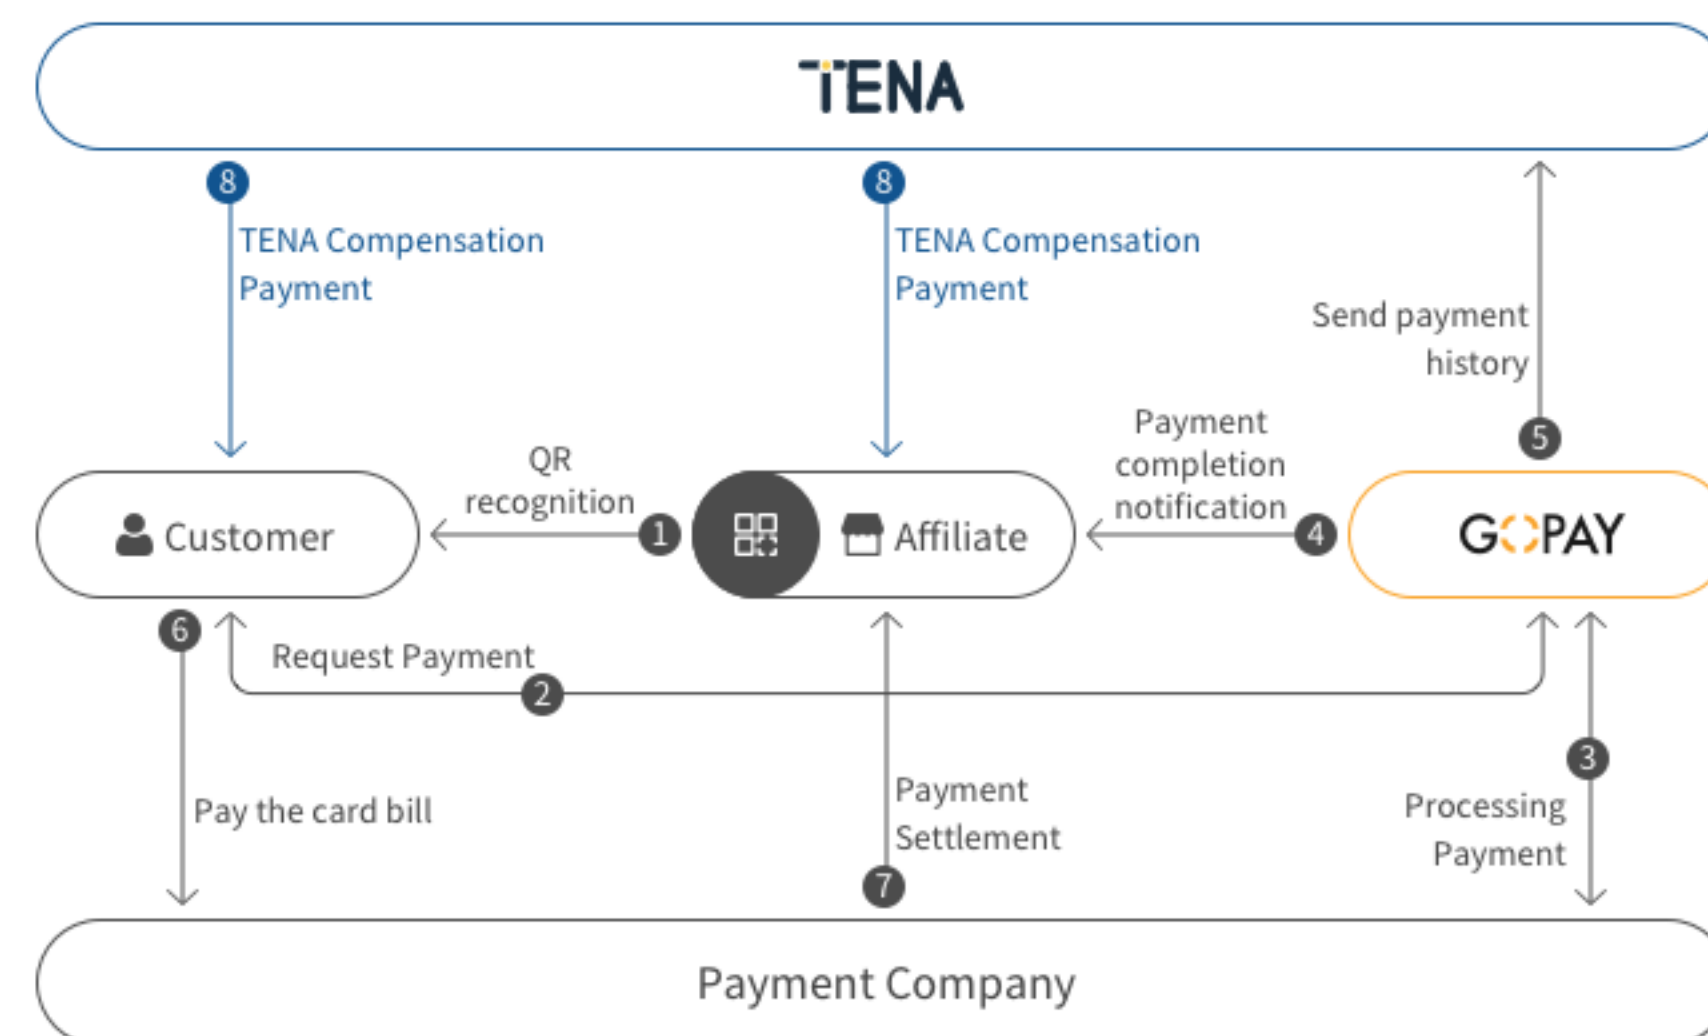 TENA
8
8
TENA Compensation
Payment
TENA Compensation
Payment
Send payment
history
5
QR
recognition
Payment
completion
notification
Customer
1
Affiliate
4
GOPAY
6
Request Payment
2
3
Pay the card bill
Payment
Settlement
Processing
Payment
7
Payment Company